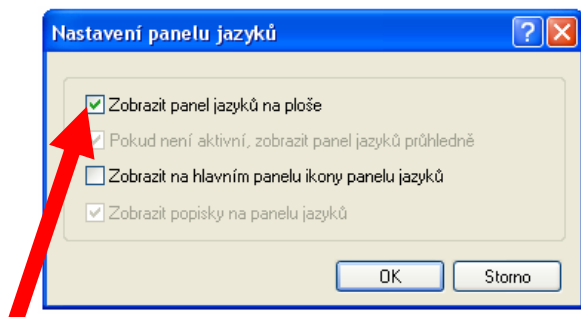 Nastavení panelu jazyků
Zobrazit panel jazyků na ploše
Pokud není aktivní, zobrazit panel jazyků průhledně
Zobrazit na hlavním panelu ikony panelu jazyků
Zobrazit popisky na panelu jazyků
OK Storno